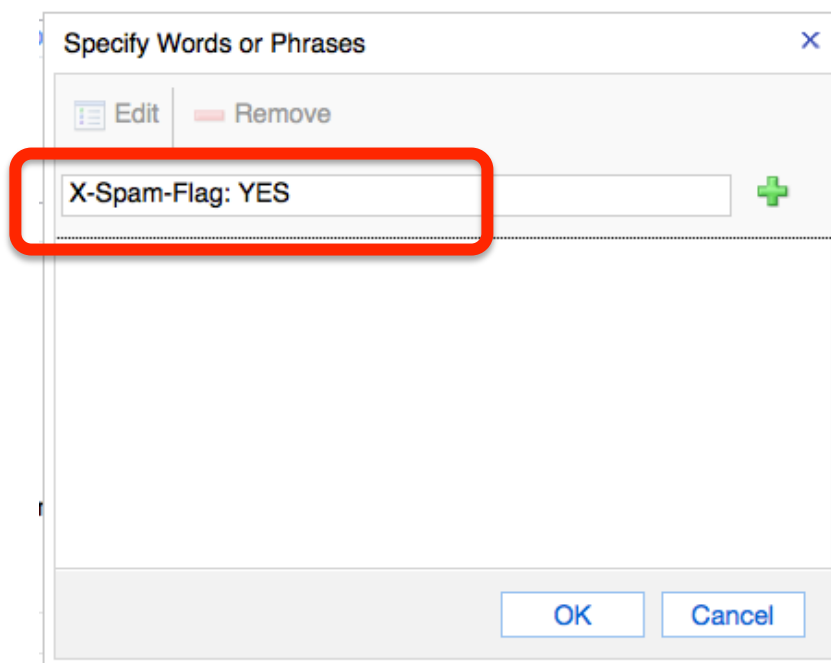 Specify Words or Phrases
Edit
Remove
X-Spam-Flag: YES
OK
Cancel